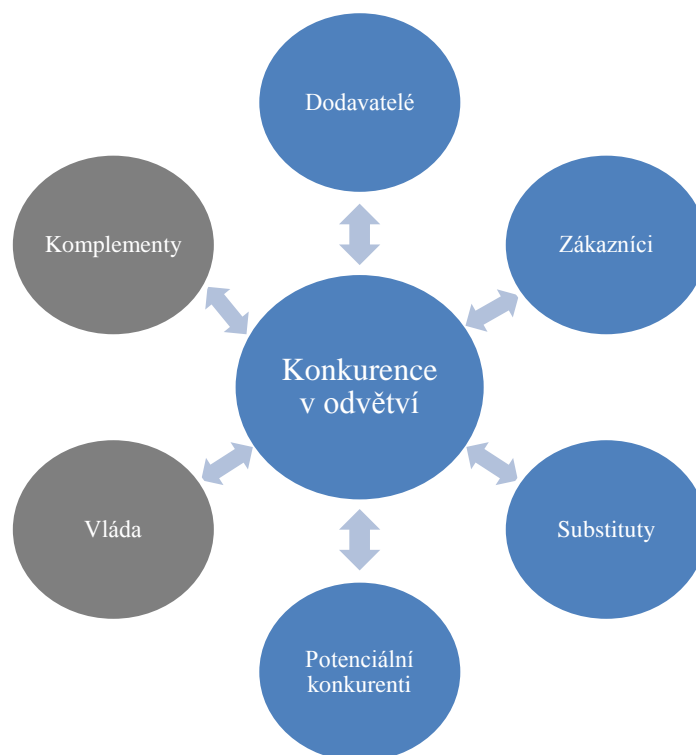 Dodavatelé
Komplementy
Zákazníci
Konkurence
v odvětví
Vláda
Substituty
Potenciální
konkurenti